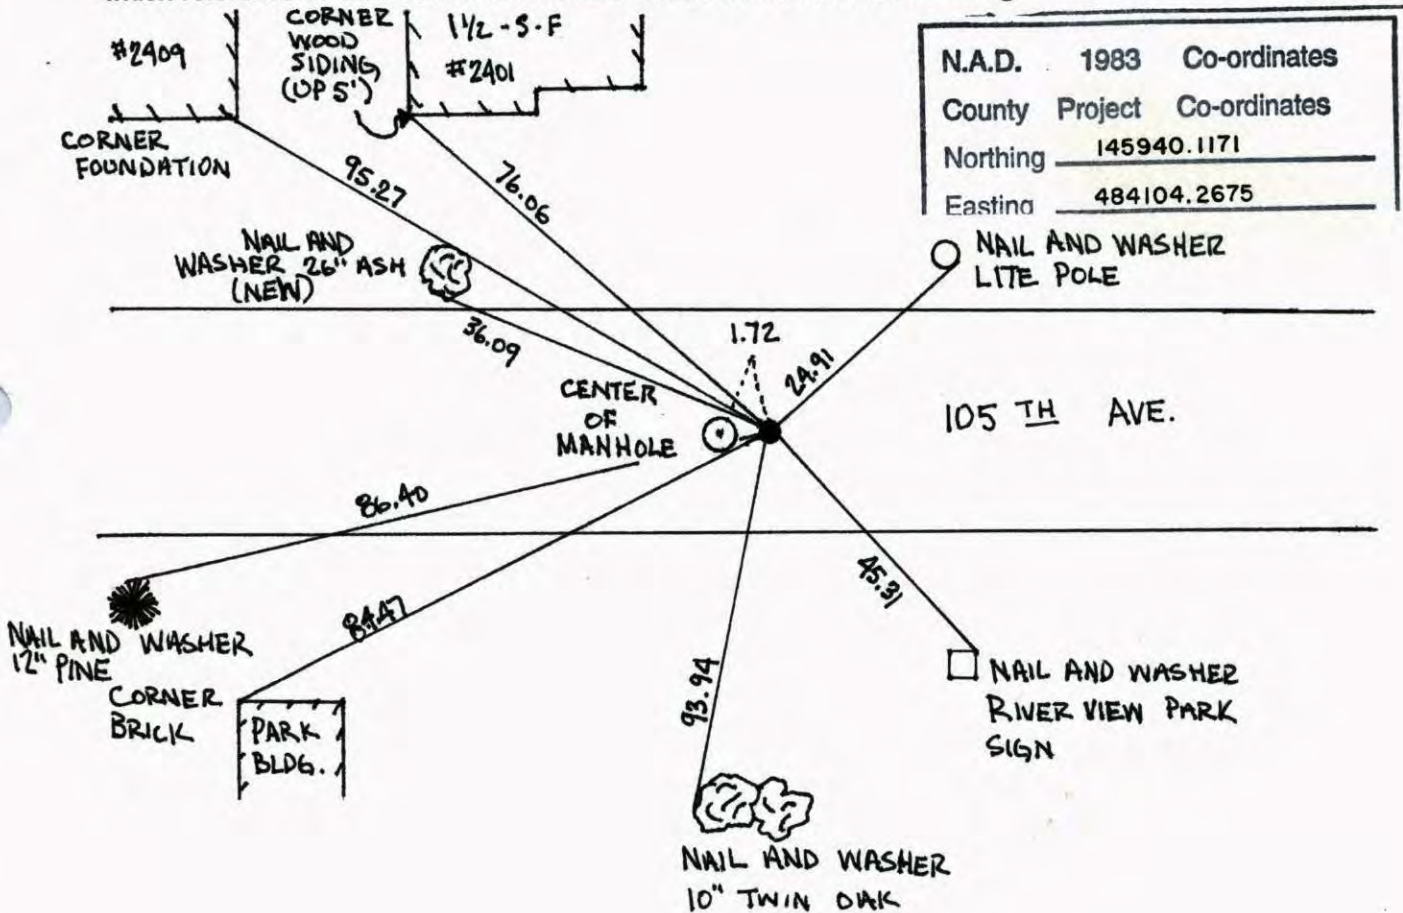 #2409
CORNER
WOOD
SIDING
(UP 5')
1 1/2 - S - F
#2401
N.A.D. 1983 Co-ordinates
County Project Co-ordinates
Northing 145940.1171
Easting 484104.2675
CORNER
FOUNDATION
95.27
76.06
NAIL AND
WASHER 26" ASH
(NEW)
NAIL AND WASHER
LITE POLE
36.09
1.72
24.91
CENTER
OF
MANHOLE
105 TH AVE.
86.40
84.47
45.31
93.94
NAIL AND WASHER
12" PINE
CORNER
BRICK
PARK
BLDG.
NAIL AND WASHER
RIVER VIEW PARK
SIGN
NAIL AND WASHER
10" TWIN OAK